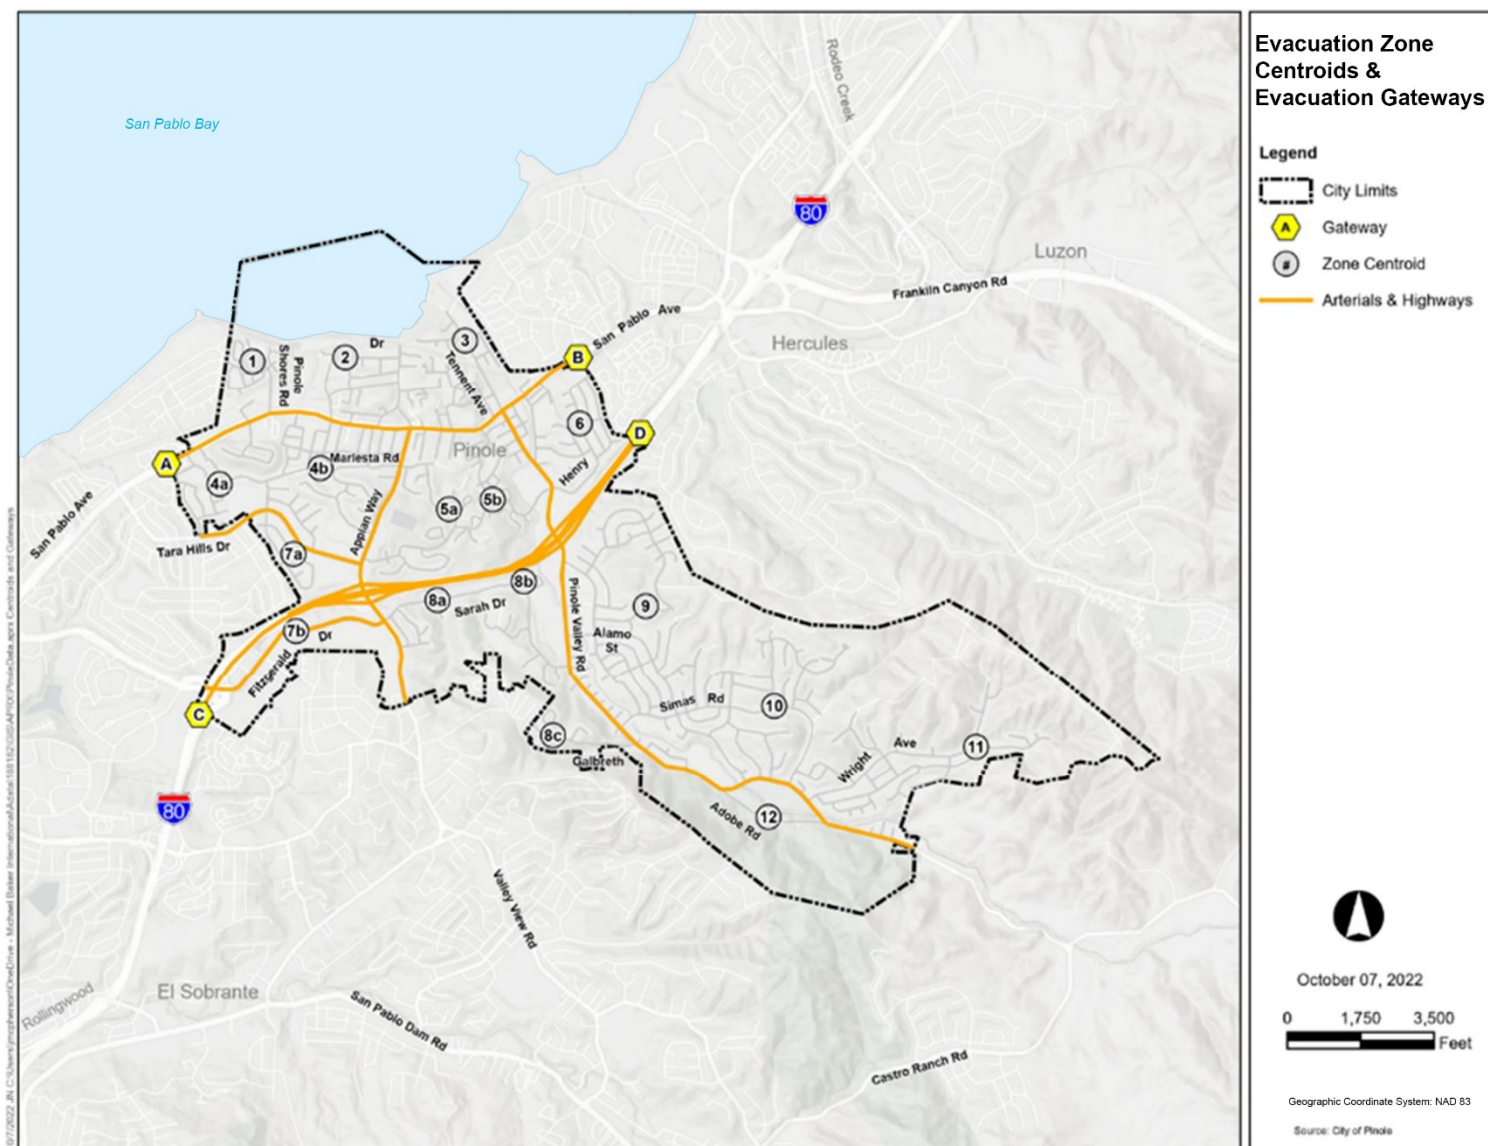 Evacuation Zone
Centroids &
Evacuation Gateways
Legend
City Limits
A
Gateway
#
Zone Centroid
Arterials & Highways
October 07, 2022
0 1,750 3,500
Feet
Geographic Coordinate System: NAD 83
Source: City of Pinole
San Pablo Bay
Rodeo Creek
80
Luzon
Franklin Canyon Rd
San Pablo Ave
Hercules
B
3
Dr
2
1
Pinole
Shores Rd
Tennent Ave
6
D
Pinole
A
4a
4b
Marlesta Rd
5a
5b
Henry
Appian Way
San Pablo Ave
Tara Hills Dr
7a
8b
8a
Sarah Dr
Pinole Valley Rd
9
Alamo
St
7b
Dr
Fitzgerald
C
Simas Rd
10
8c
Galbreth
Wright
Ave
11
Adobe Rd
12
80
Valley View Rd
El Sobrante
Rollingwood
San Pablo Dam Rd
Castro Ranch Rd